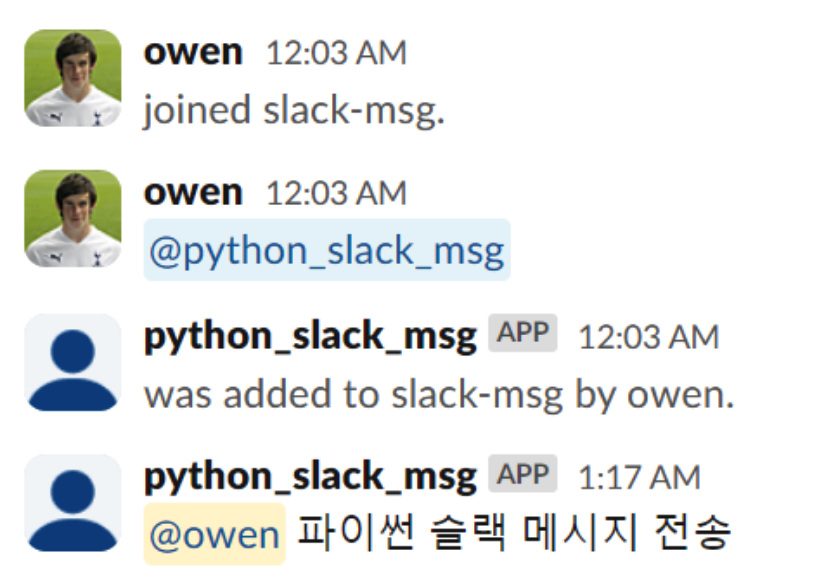 owen 12:03 AM
joined slack-msg.
owen 12:03 AM
@python_slack_msg
python_slack_msg APP 12:03 AM
was added to slack-msg by owen.
python_slack_msg APP 1:17 AM
@owen 파이썬 슬랙 메시지 전송